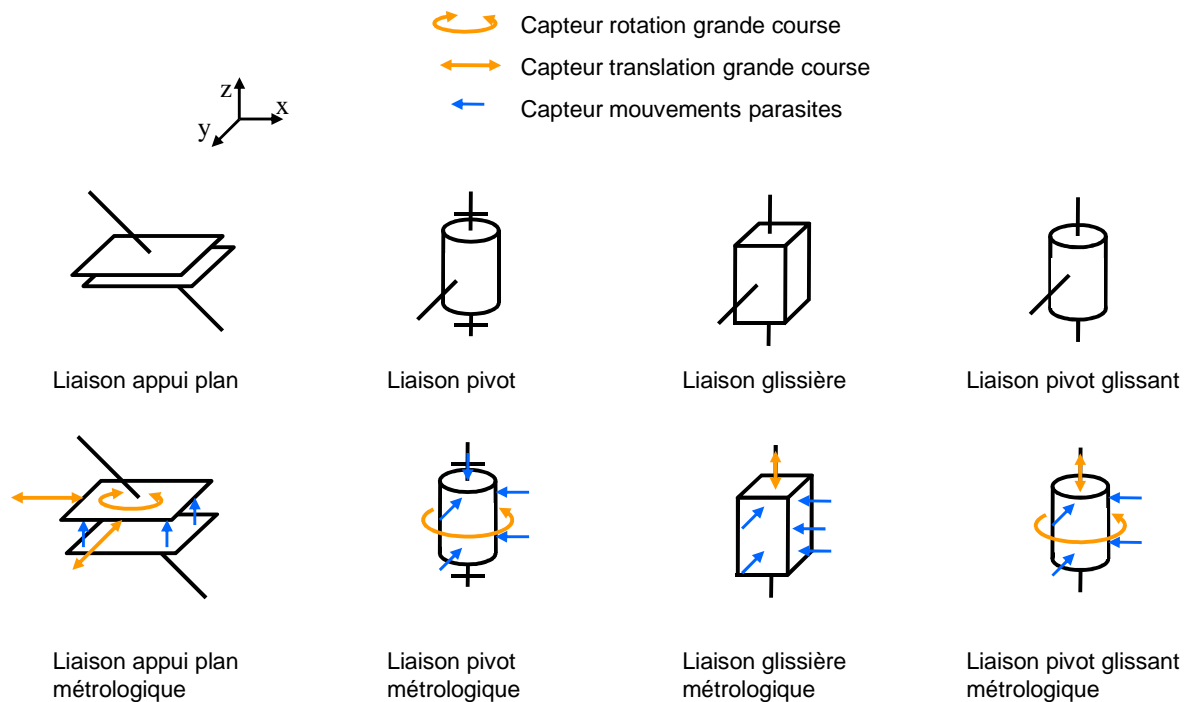 Capteur rotation grande course
Capteur translation grande course
Capteur mouvements parasites
z
x
y
Liaison appui plan
Liaison pivot
Liaison glissière
Liaison pivot glissant
Liaison appui plan
métrologique
Liaison pivot
métrologique
Liaison glissière
métrologique
Liaison pivot glissant
métrologique